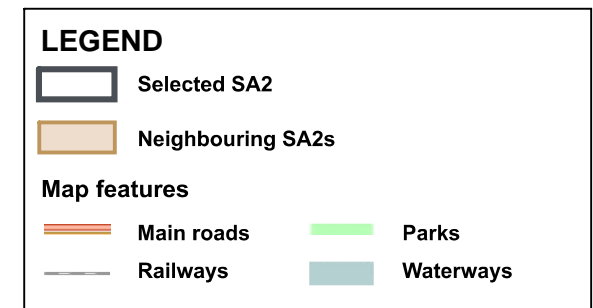 LEGEND
Selected SA2
Neighbouring SA2s
Map features
Main roads
Parks
Railways
Waterways